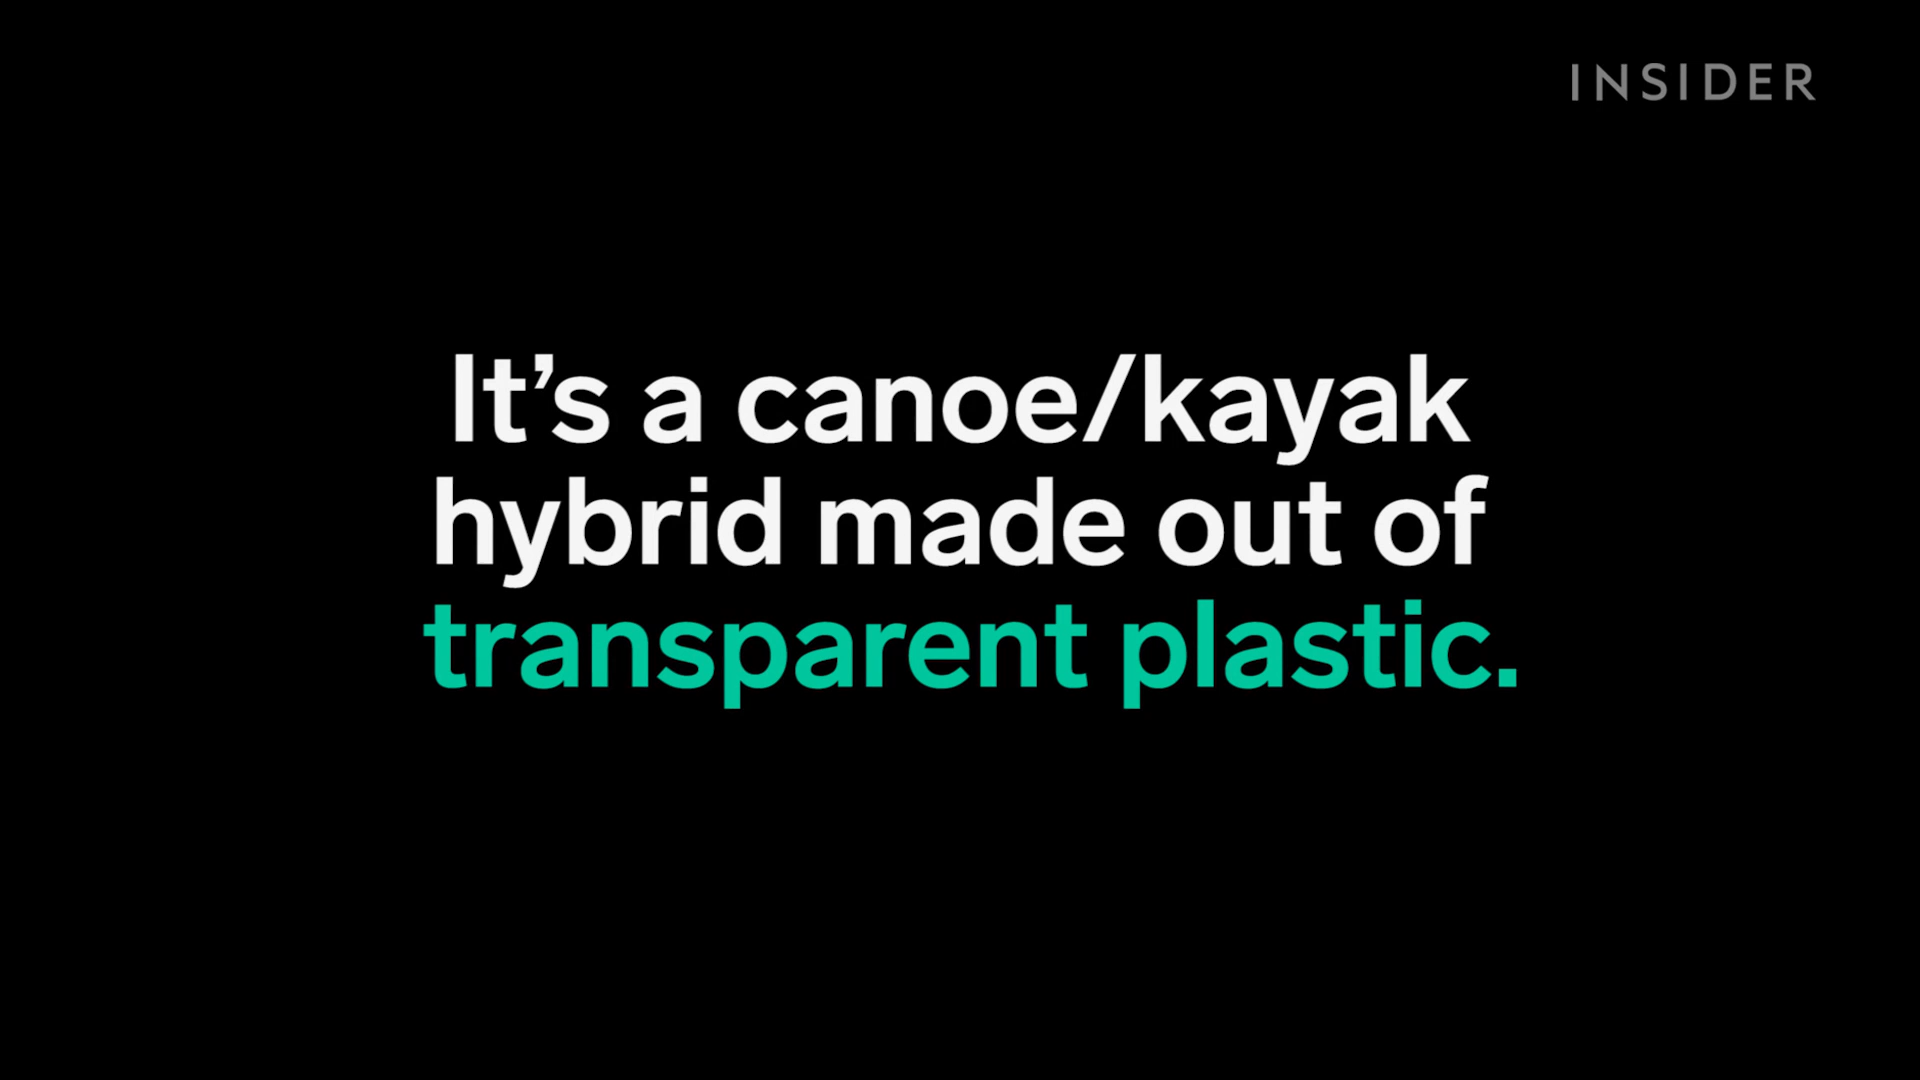 INSIDER
It’s a canoe/kayak
hybrid made out of
transparent plastic.